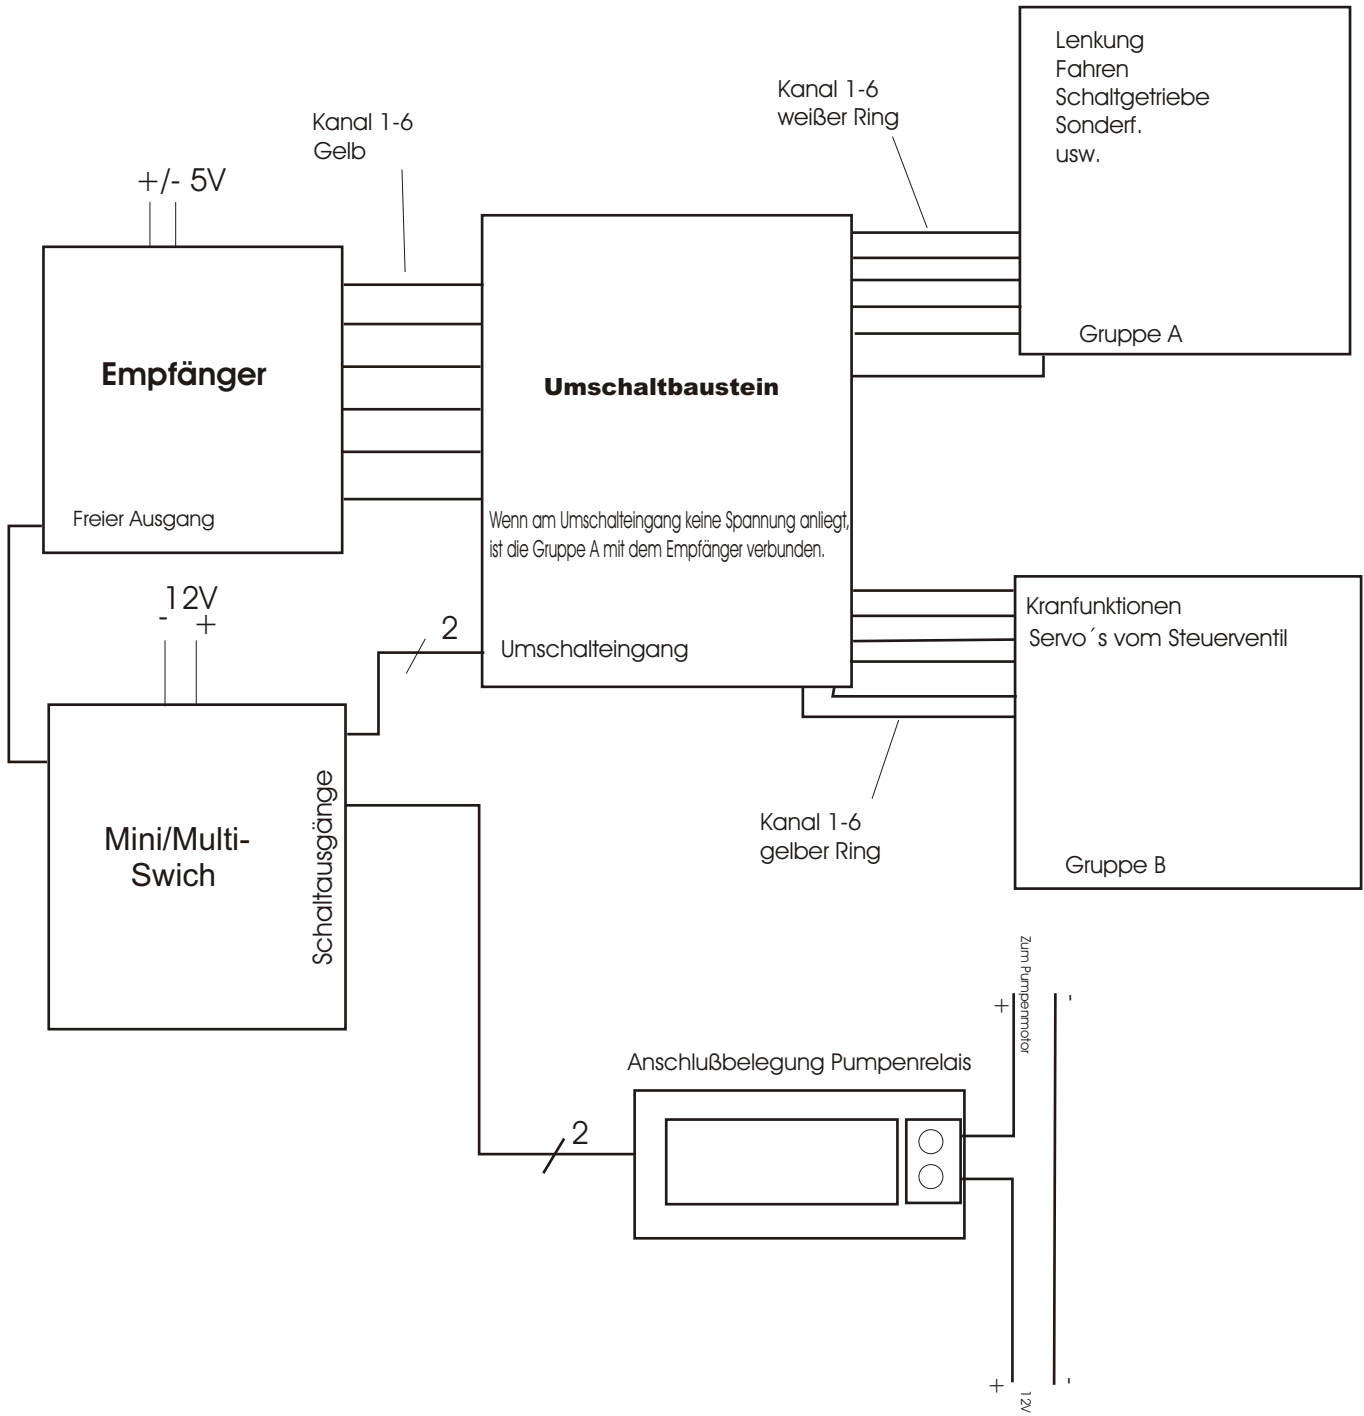 Lenkung
Fahren
Schaltgetriebe
Sonderf.
usw.
Gruppe A
Kanal 1-6
weißer Ring
Kanal 1-6
Gelb
+/- 5V
Empfänger
Freier Ausgang
Umschaltbaustein
Wenn am Umschalteingang keine Spannung anliegt,
ist die Gruppe A mit dem Empfänger verbunden.
Umschalteingang
2
12V
- +
Mini/Multi-
Swich
Schaltausgänge
Kranfunktionen
Servo´s vom Steuerventil
Gruppe B
Kanal 1-6
gelber Ring
Zum Pumpenmotor
+ -
Anschlußbelegung Pumpenrelais
2
+ -
12V